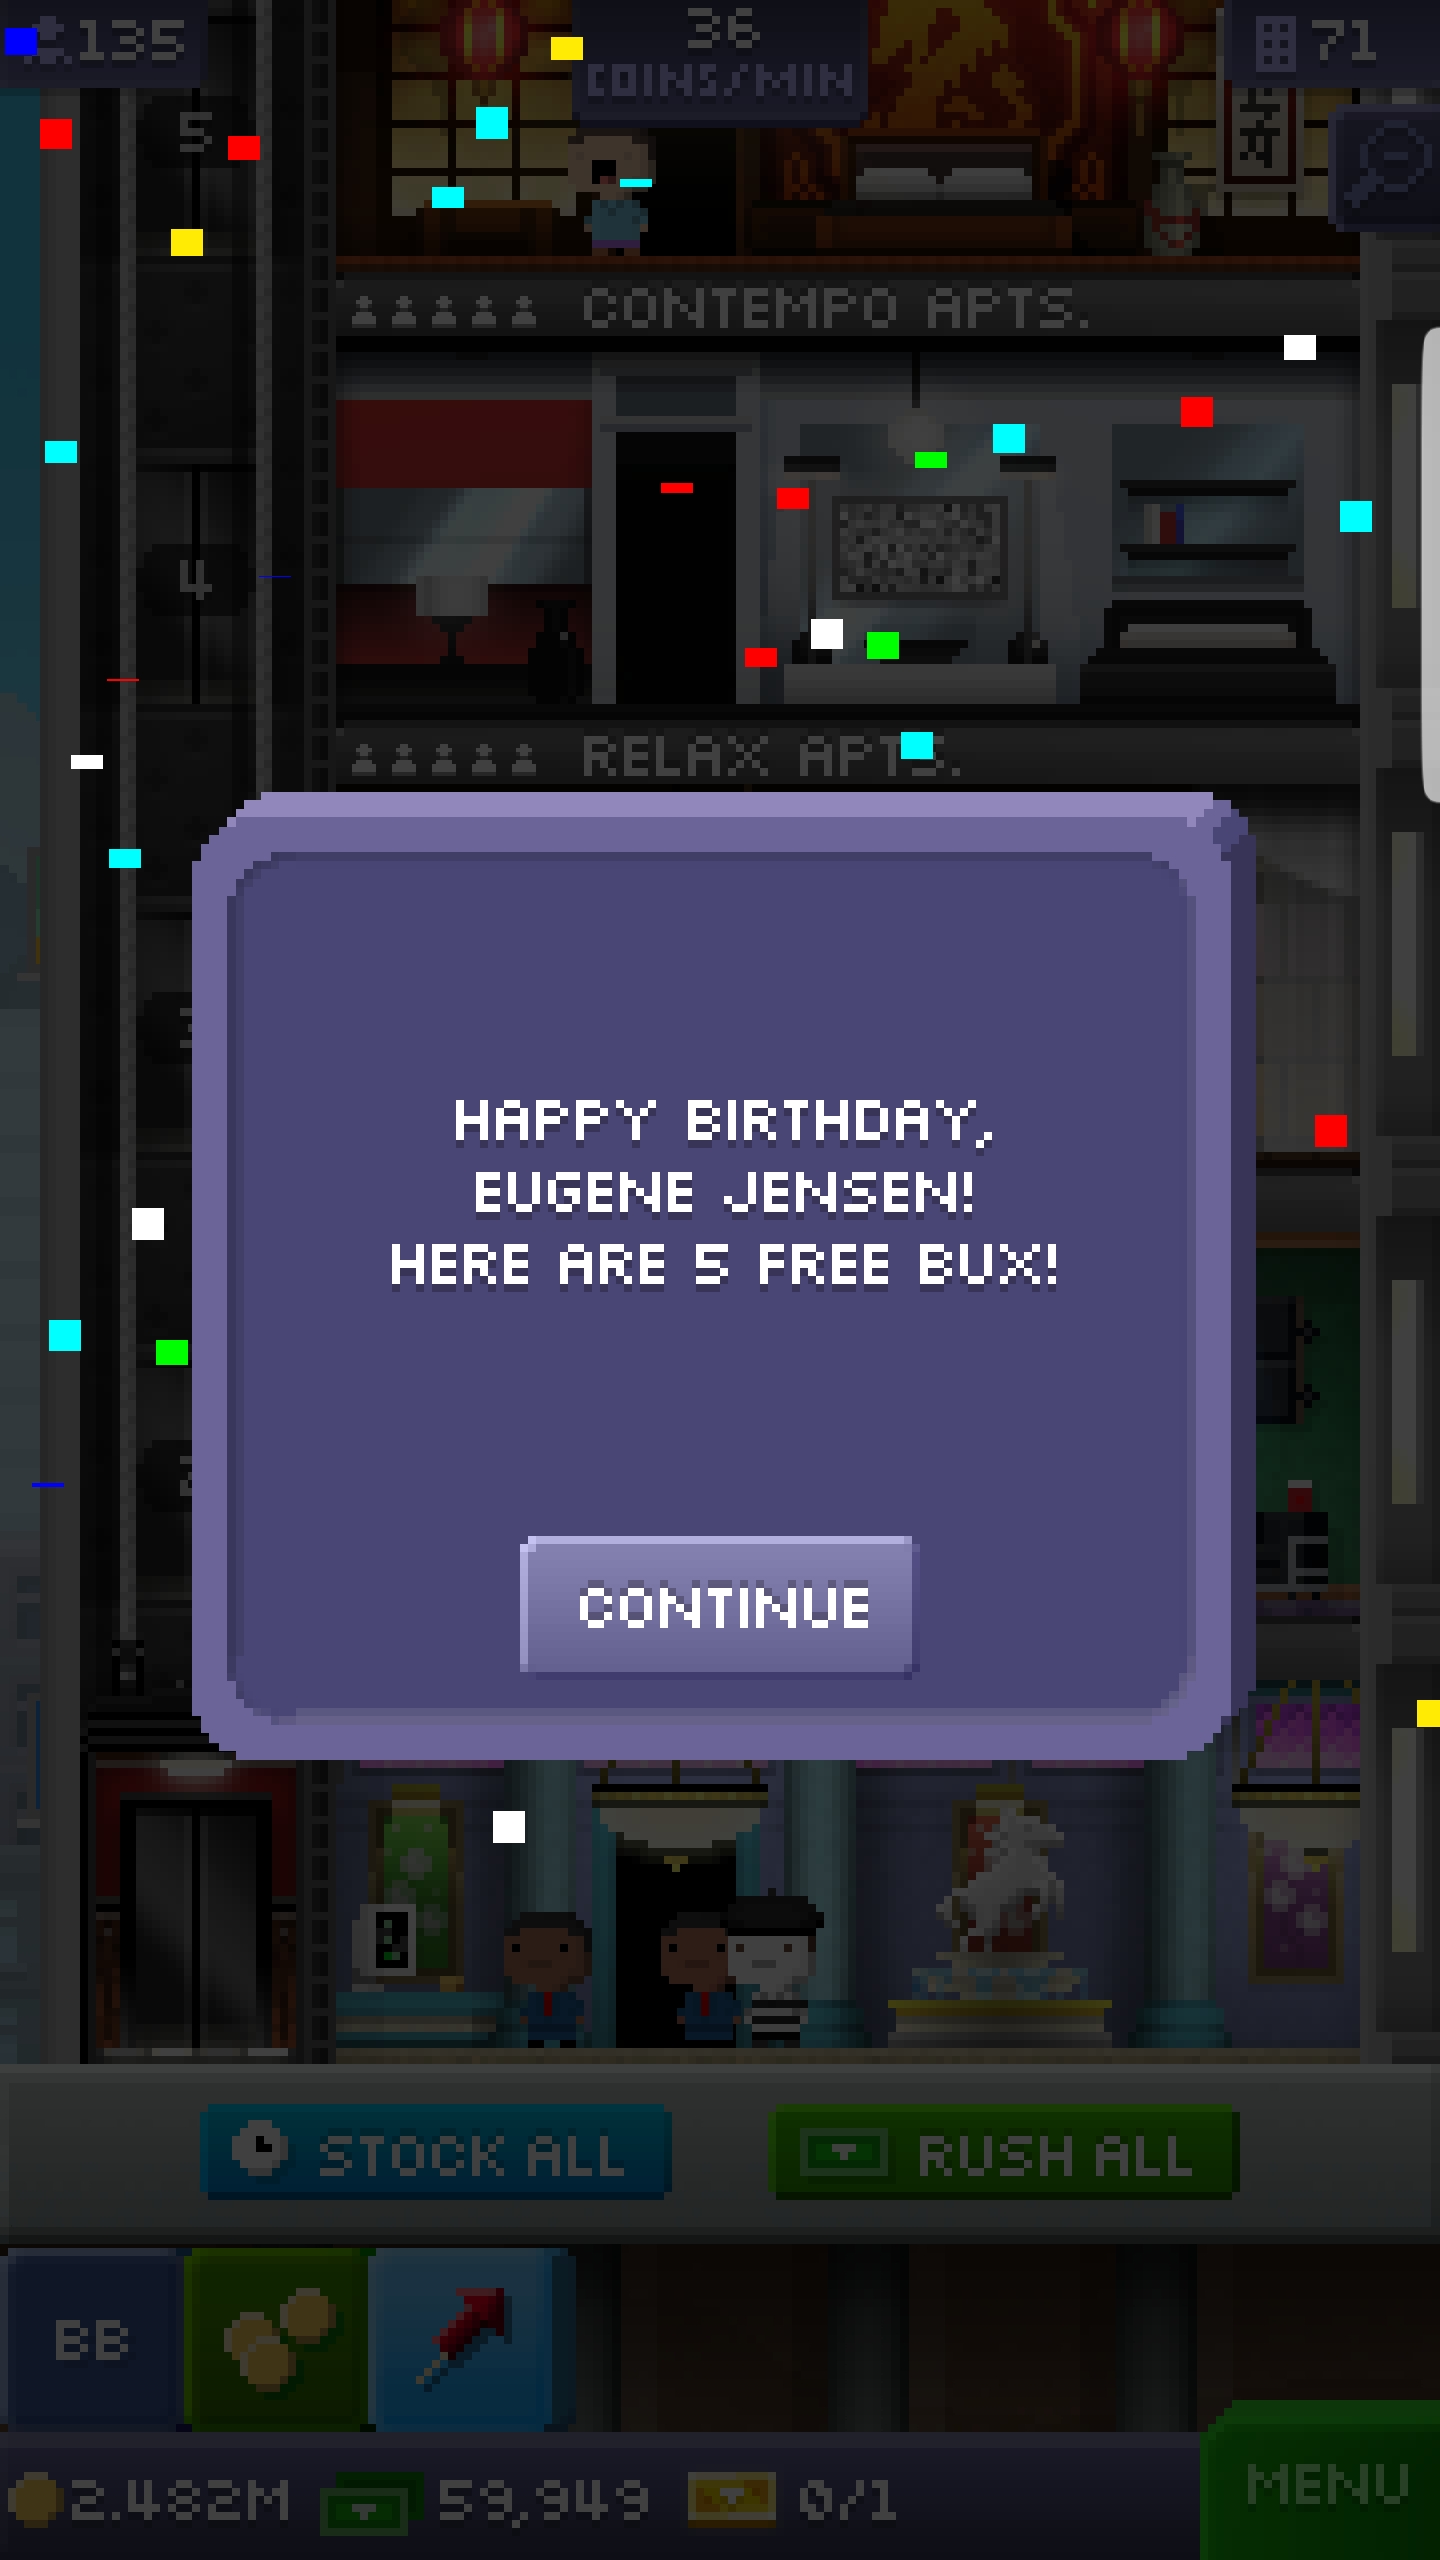 135
36
COINS/MIN
71
5
CONTEMPO APTS.
4
RELAX APTS.
HAPPY BIRTHDAY,
EUGENE JENSEN!
HERE ARE 5 FREE BUX!
CONTINUE
STOCK ALL
RUSH ALL
BB
2.482M
59,949
0/1
MENU